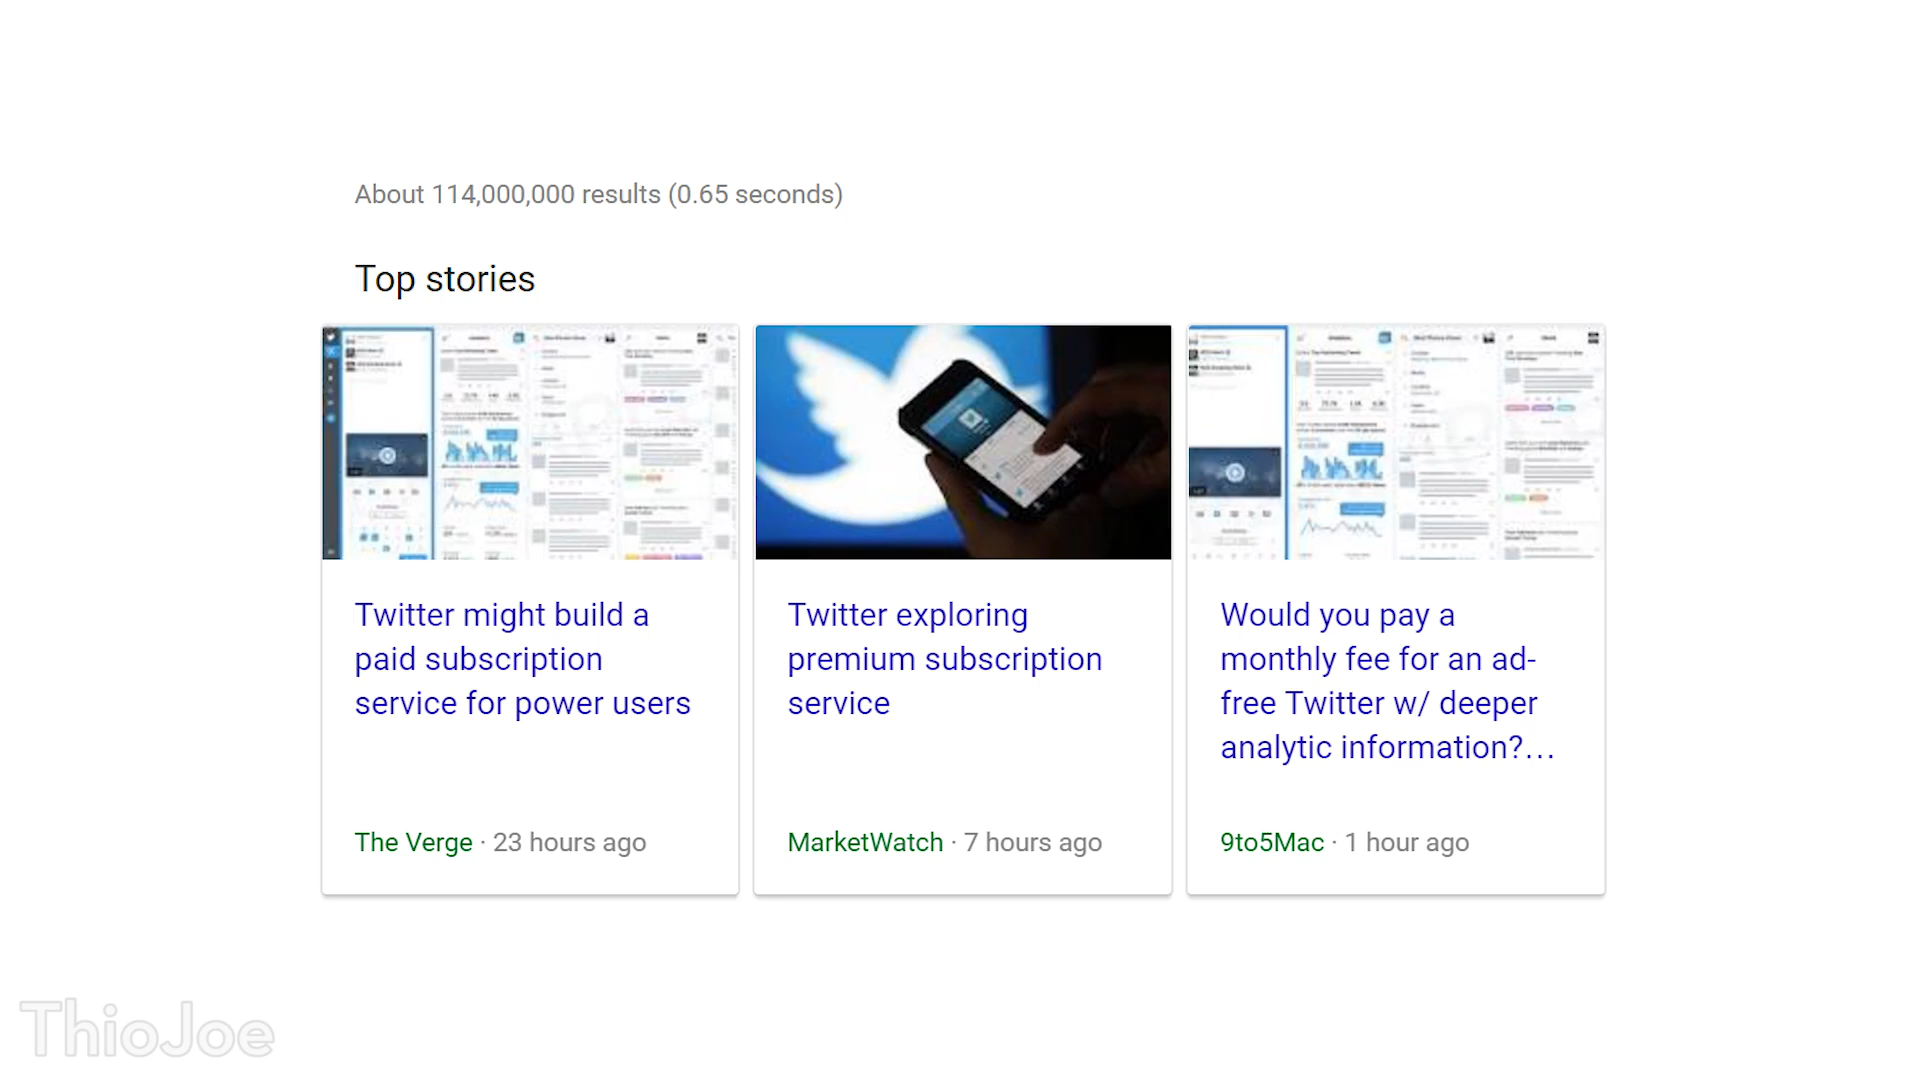 About 114,000,000 results (0.65 seconds)
Top stories
Twitter might build a
paid subscription
service for power users
The Verge · 23 hours ago
Twitter exploring
premium subscription
service
MarketWatch · 7 hours ago
Would you pay a
monthly fee for an ad-
free Twitter w/ deeper
analytic information?…
9to5Mac · 1 hour ago
ThioJoe